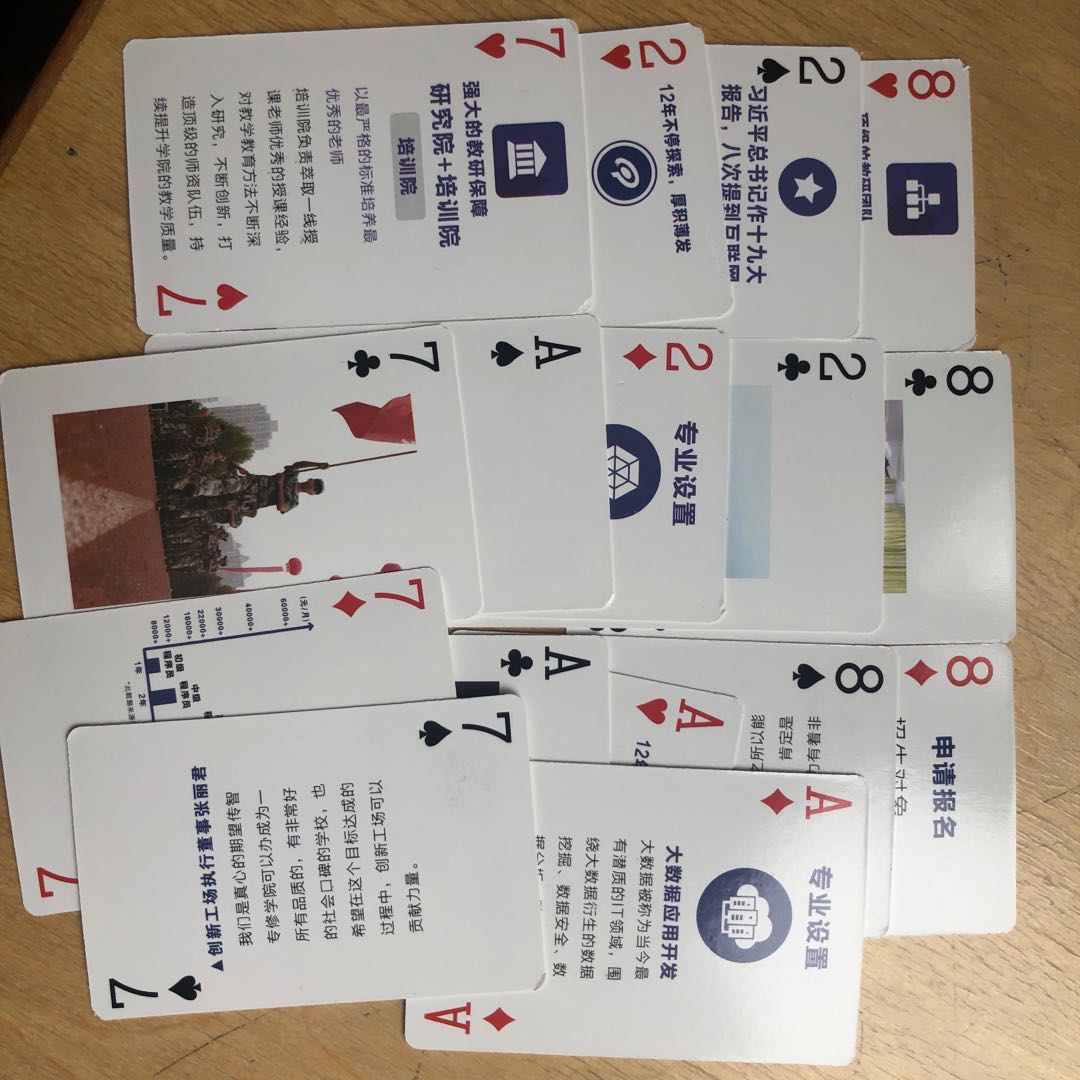 8
顶级的教研团队
8
8
申请报名
招生对象
2
习近平总书记作十九大
报告，八次提到互联网
2
8
A
专业设置
大数据应用开发
大数据被称为当今最
有潜质的IT领域，围
绕大数据衍生的数据
挖掘、数据安全、数
2
12年不停探索，厚积薄发
2
专业设置
A
7
强大的教研保障
研究院+培训院
培训院
以最严格的标准培养最
优秀的老师
培训院负责萃取一线授
课老师优秀的授课经验，
对教学教育方法不断深
入研究，不断创新，打
造顶级的师资队伍，持
续提升学院的教学质量。
7
A
A
A
7
7
(元/月)
60000+
40000+
30000+
22000+
16000+
12000+
8000+
初级
程序员
中级
程序员
1年
2年
*此数据来源
7
7
▲创新工场执行董事张丽君
我们是真心的期望传智
专修学院可以办成为一
所有品质的，有非常好
的社会口碑的学校，也
希望在这个目标达成的
过程中，创新工场可以
贡献力量。
7